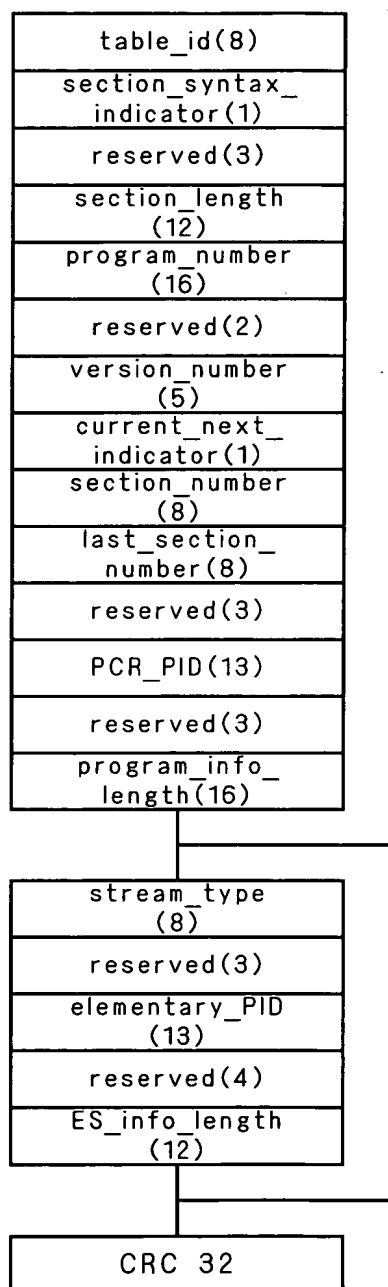 table_id(8)
section_syntax_
indicator(1)
reserved(3)
section_length
(12)
program_number
(16)
reserved(2)
version_number
(5)
current_next_
indicator(1)
section_number
(8)
last_section_
number(8)
reserved(3)
PCR_PID(13)
reserved(3)
program_info_
length(16)
stream_type
(8)
reserved(3)
elementary_PID
(13)
reserved(4)
ES_info_length
(12)
CRC 32